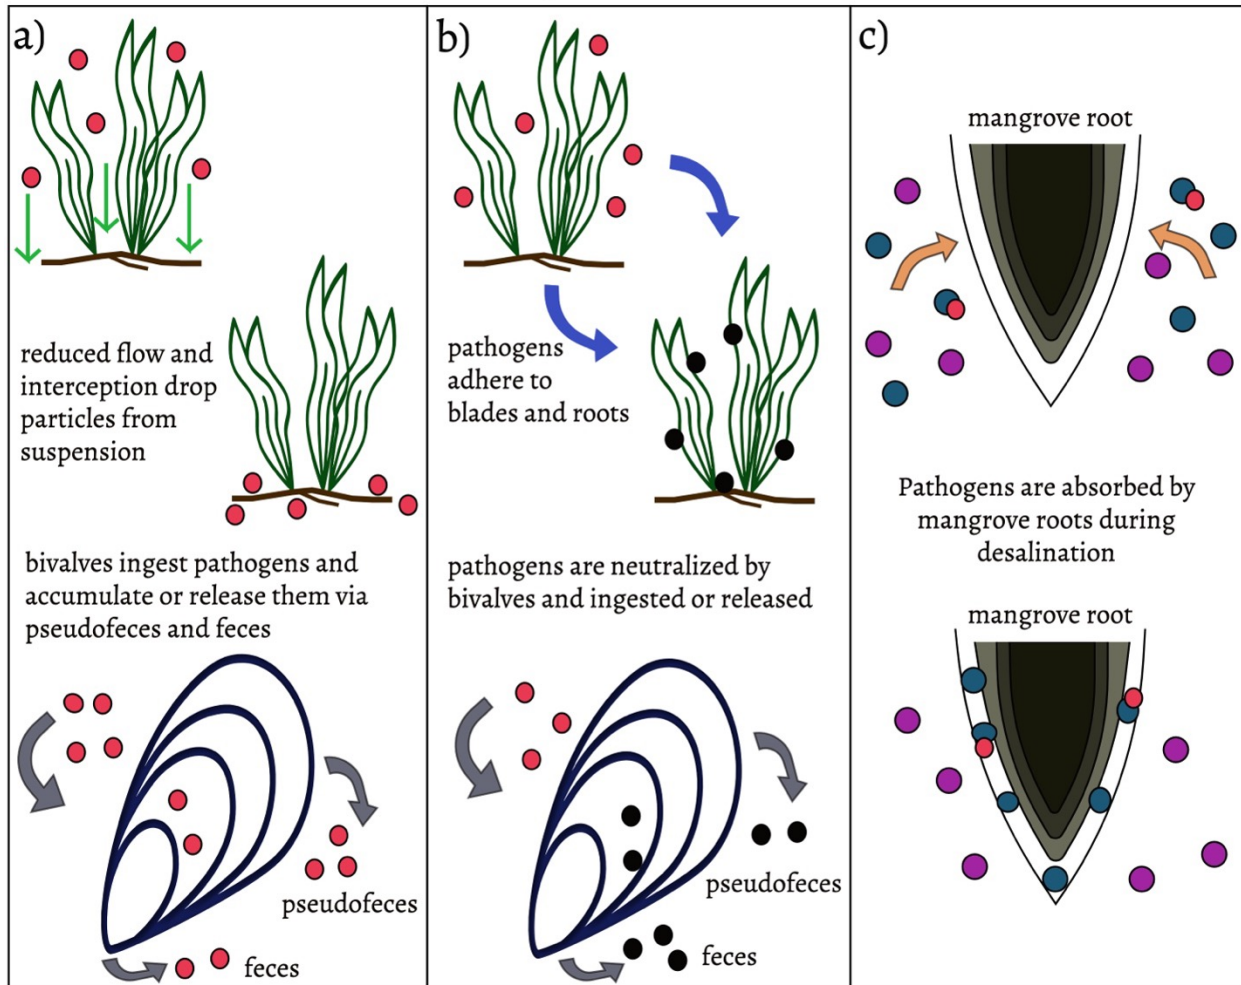 a)
reduced flow and
interception drop
particles from
suspension
bivalves ingest pathogens and
accumulate or release them via
pseudofeces and feces
pseudofeces
feces
b)
pathogens
adhere to
blades and roots
pathogens are neutralized by
bivalves and ingested or released
pseudofeces
feces
c)
mangrove root
Pathogens are absorbed by
mangrove roots during
desalination
mangrove root